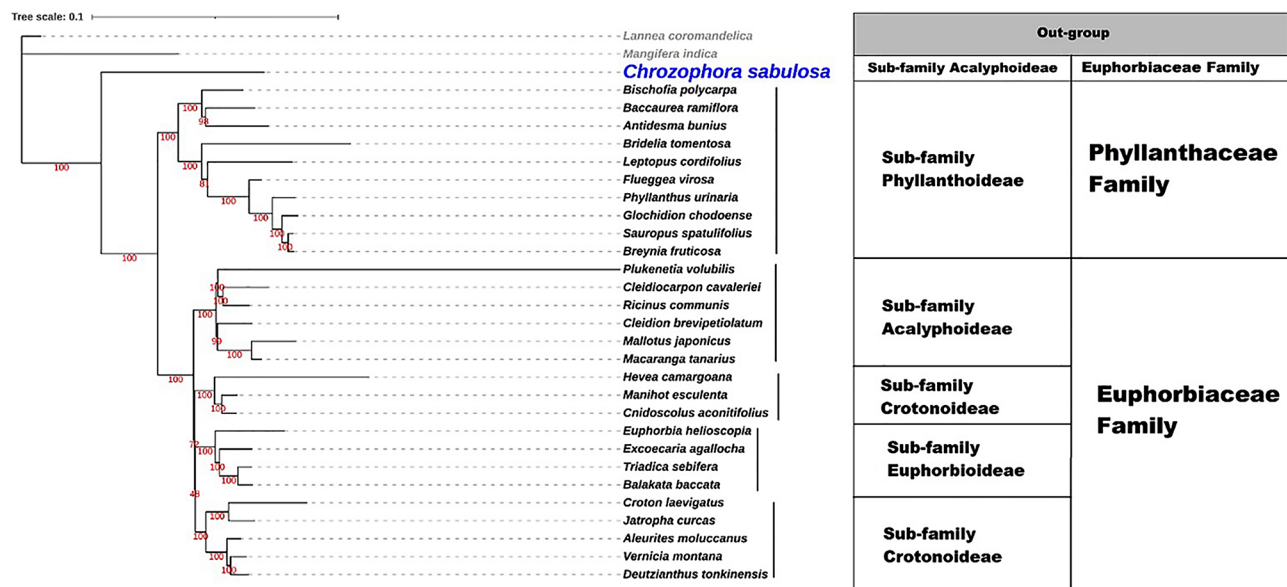 Tree scale: 0.1
Lannea coromandelica
Mangifera indica
Chrozophora sabulosa
Bischofia polycarpa
Baccaurea ramiflora
Antidesma bunius
Bridelia tomentosa
Leptopus cordifolius
Flueggea virosa
Phyllanthus urinaria
Glochidion chodoense
Sauropus spatulifolius
Breynia fruticosa
Plukenetia volubilis
Cleidiocarpon cavaleriei
Ricinus communis
Cleidion brevipetiolatum
Mallotus japonicus
Macaranga tanarius
Hevea camargoana
Manihot esculenta
Cnidoscolus aconitifolius
Euphorbia helioscopia
Excoecaria agallocha
Triadica sebifera
Balakata baccata
Croton laevigatus
Jatropha curcas
Aleurites moluccanus
Vernicia montana
Deutzianthus tonkinensis
100
100
98
100
100
81
100
100
100
100
100
100
100
100
99
100
100
100
100
72
100
100
100
48
100
100
100
100
Out-group
Sub-family Acalyphoideae
Euphorbiaceae Family
Sub-family
Phyllanthoideae
Phyllanthaceae
Family
Sub-family
Acalyphoideae
Sub-family
Crotonoideae
Euphorbiaceae
Family
Sub-family
Euphorbioideae
Sub-family
Crotonoideae